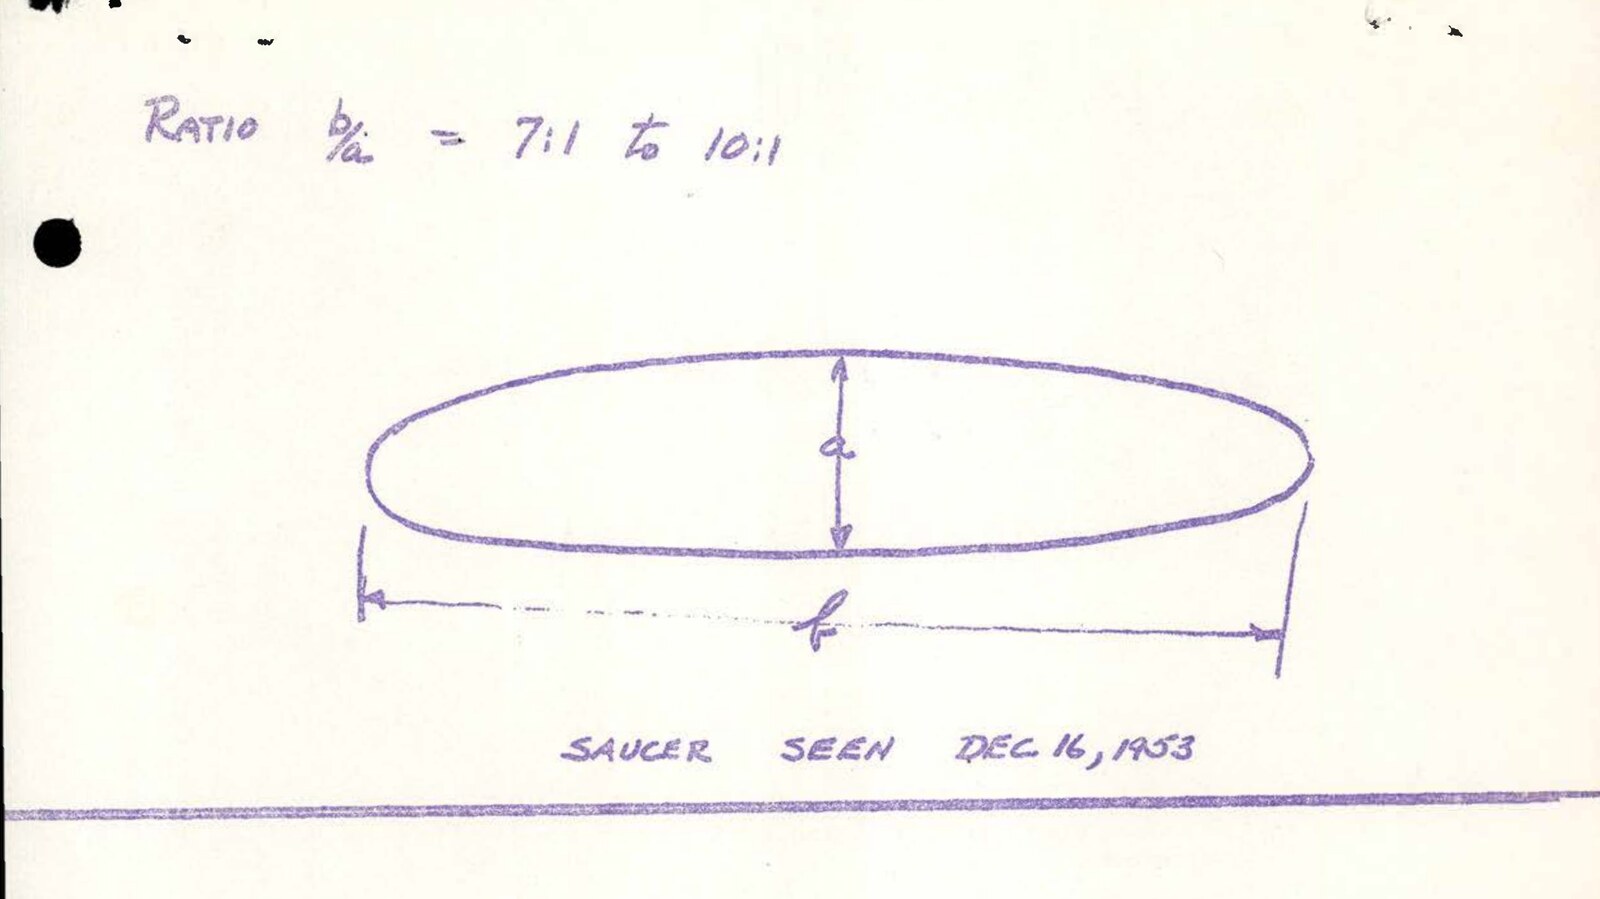 RATIO b/a = 7:1 to 10:1
a
b
SAUCER SEEN DEC 16, 1953